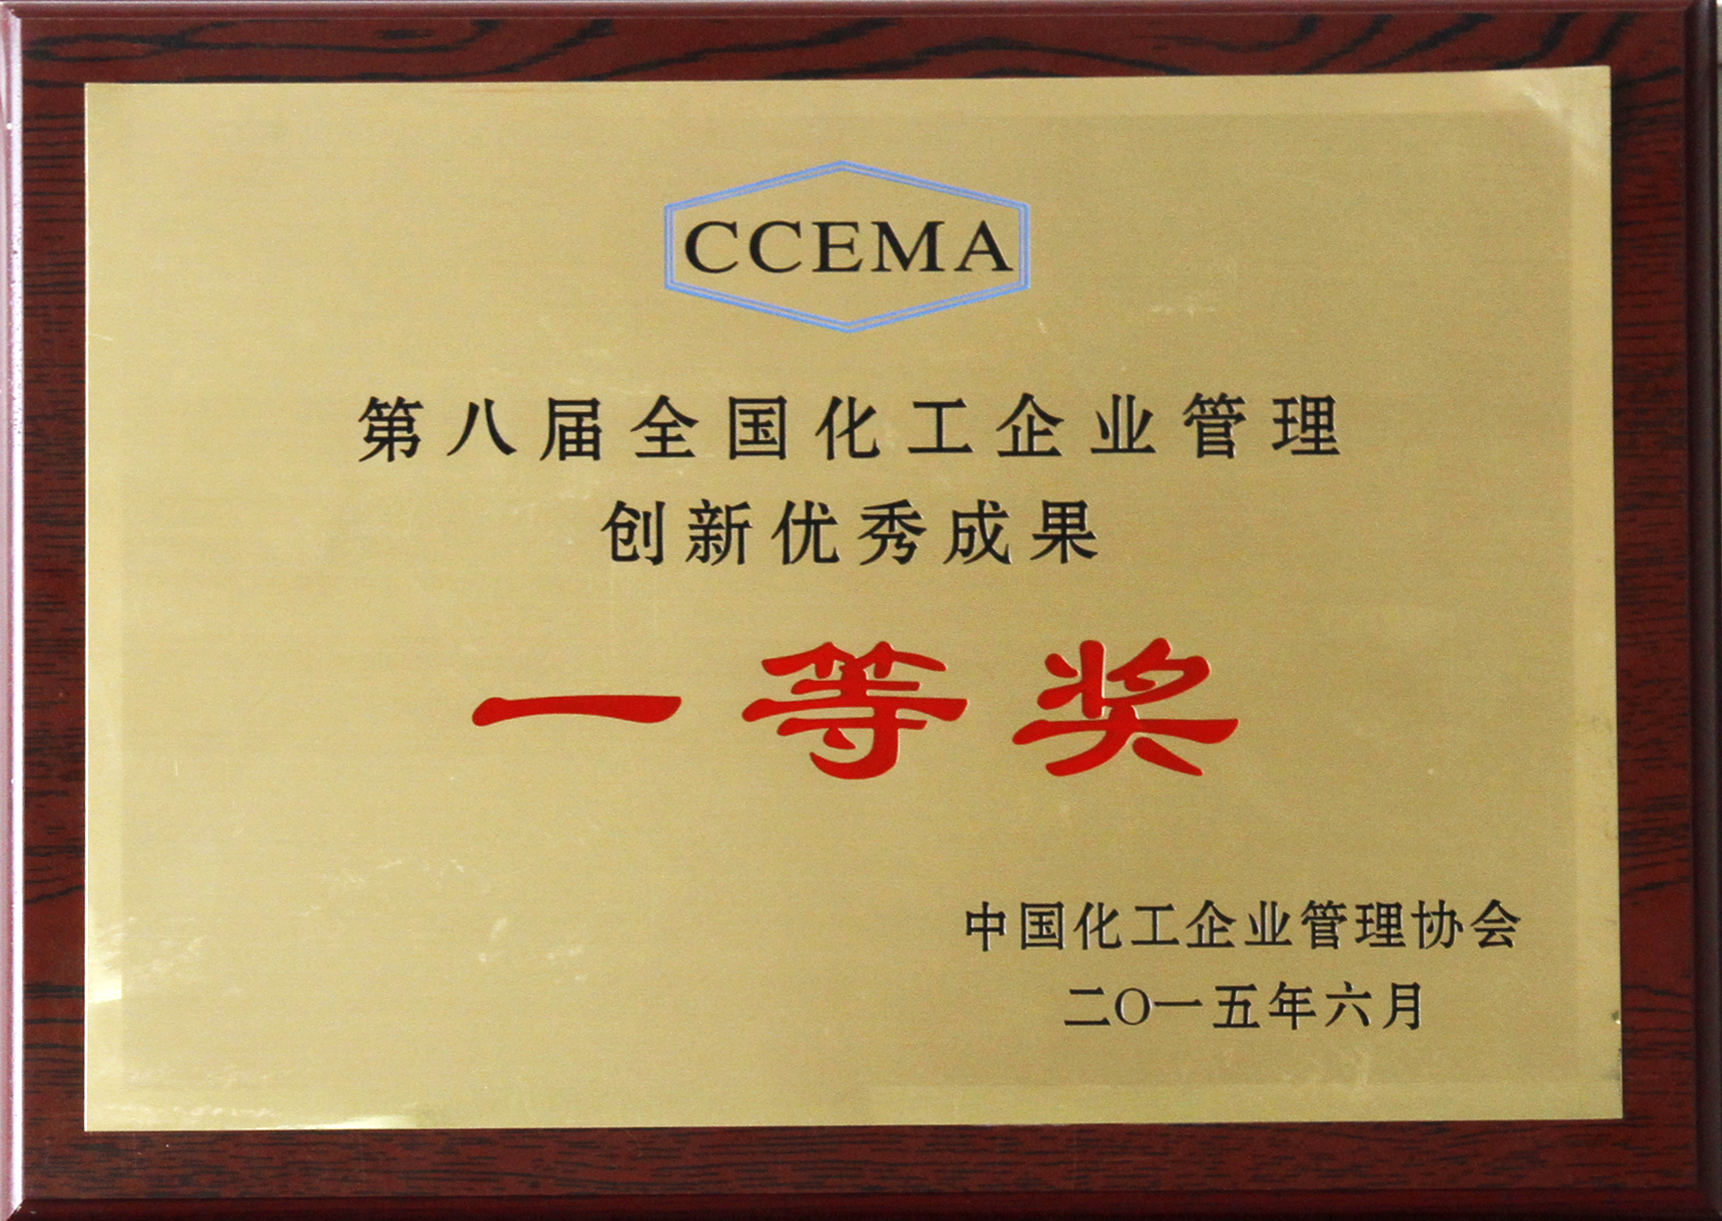 CCEMA
第八届全国化工企业管理
创新优秀成果
一等奖
中国化工企业管理协会
二〇一五年六月